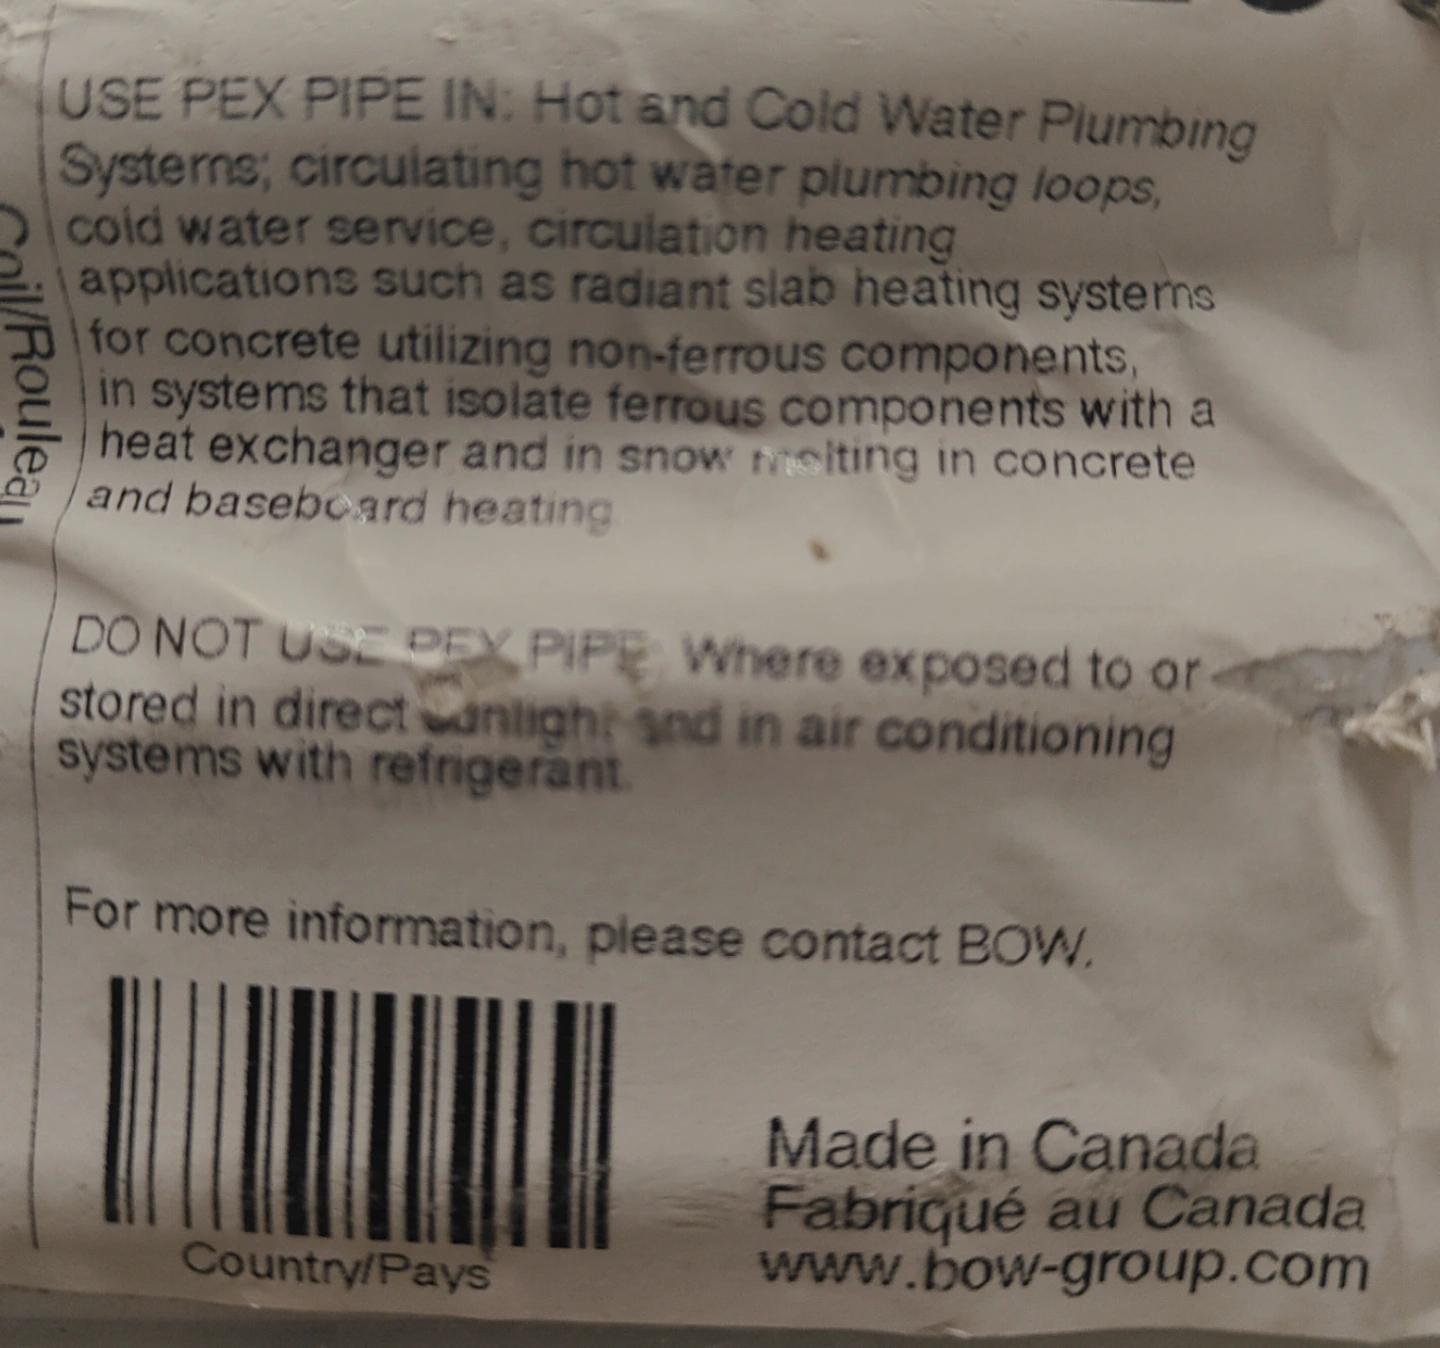 USE PEX PIPE IN: Hot and Cold Water Plumbing
Systems; circulating hot water plumbing loops,
cold water service, circulation heating
applications such as radiant slab heating systems
for concrete utilizing non-ferrous components,
in systems that isolate ferrous components with a
heat exchanger and in snow melting in concrete
and baseboard heating
DO NOT USE PEX PIPE: Where exposed to or
stored in direct sunlight and in air conditioning
systems with refrigerant.
For more information, please contact BOW.
Country/Pays
Made in Canada
Fabriqué au Canada
www.bow-group.com
Coil/Rouleau